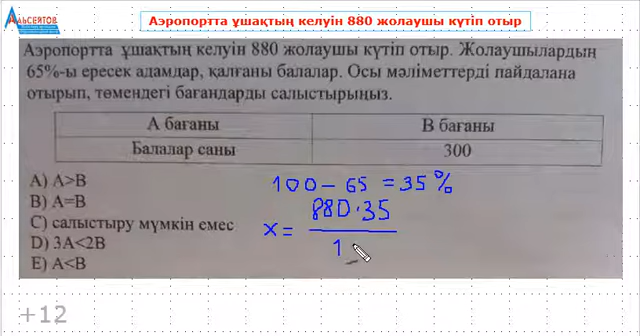 АЛЬСЕИТОВ
Аэропортта ұшақтың келуін 880 жолаушы күтіп отыр
Аэропортта ұшақтың келуін 880 жолаушы күтіп отыр. Жолаушылардың
65%-ы ересек адамдар, қалғаны балалар. Осы мәліметтерді пайдалана
отырып, төмендегі бағандарды салыстырыңыз.
А бағаны В бағаны
Балалар саны 300
A) A>B
B) A=B
C) салыстыру мүмкін емес
D) 3A<2B
E) A<B
100 - 65 = 35%
x = 880·35
1
+12